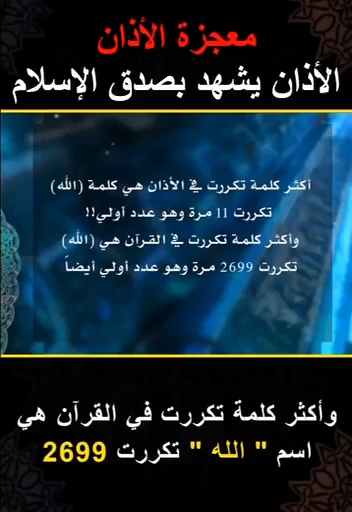 معجزة الأذان
الأذان يشهد بصدق الإسلام
أكثر كلمة تكررت في الأذان هي كلمة (الله)
تكررت 11 مرة وهو عدد أولي!!
وأكثر كلمة تكررت في القرآن هي (الله)
تكررت 2699 مرة وهو عدد أولي أيضاً
وأكثر كلمة تكررت في القرآن هي
اسم " الله " تكررت 2699